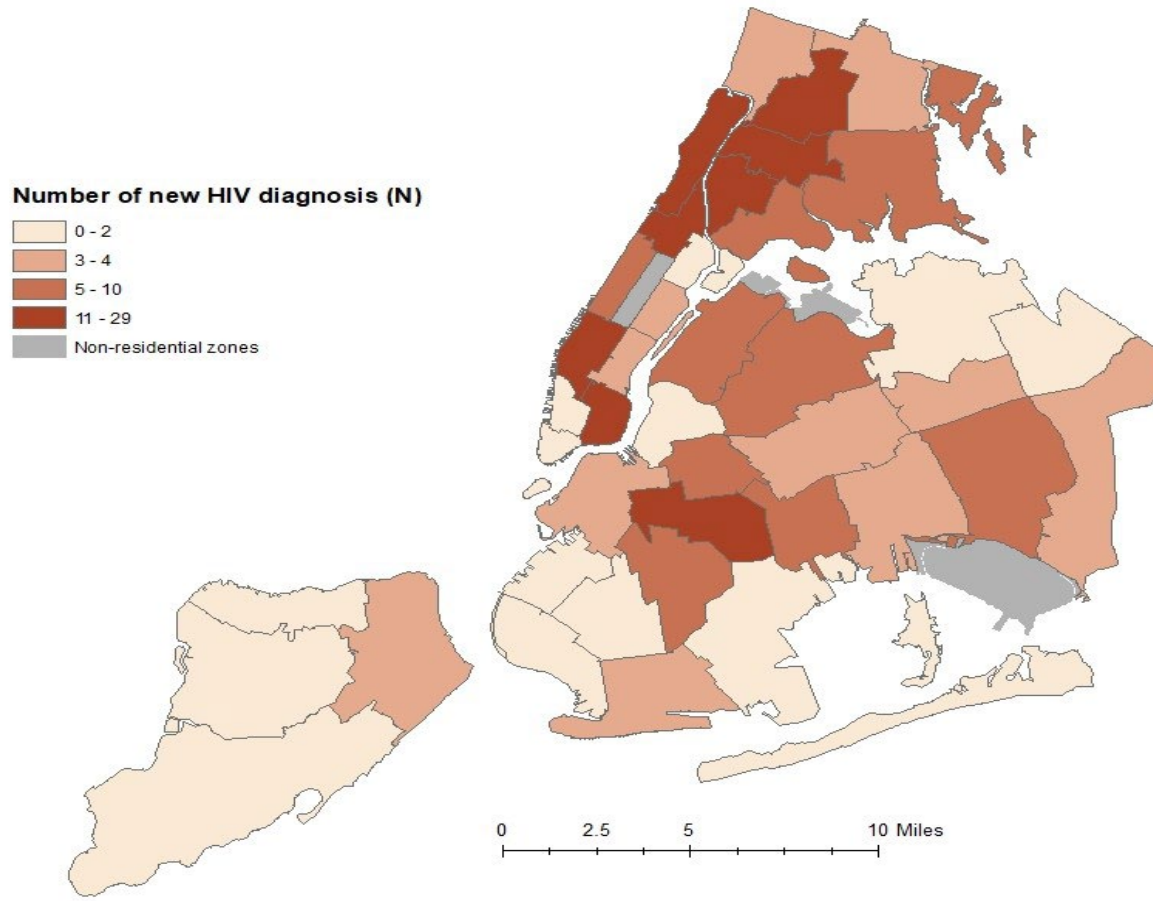 Number of new HIV diagnosis (N)
0 - 2
3 - 4
5 - 10
11 - 29
Non-residential zones
0 2.5 5 10 Miles